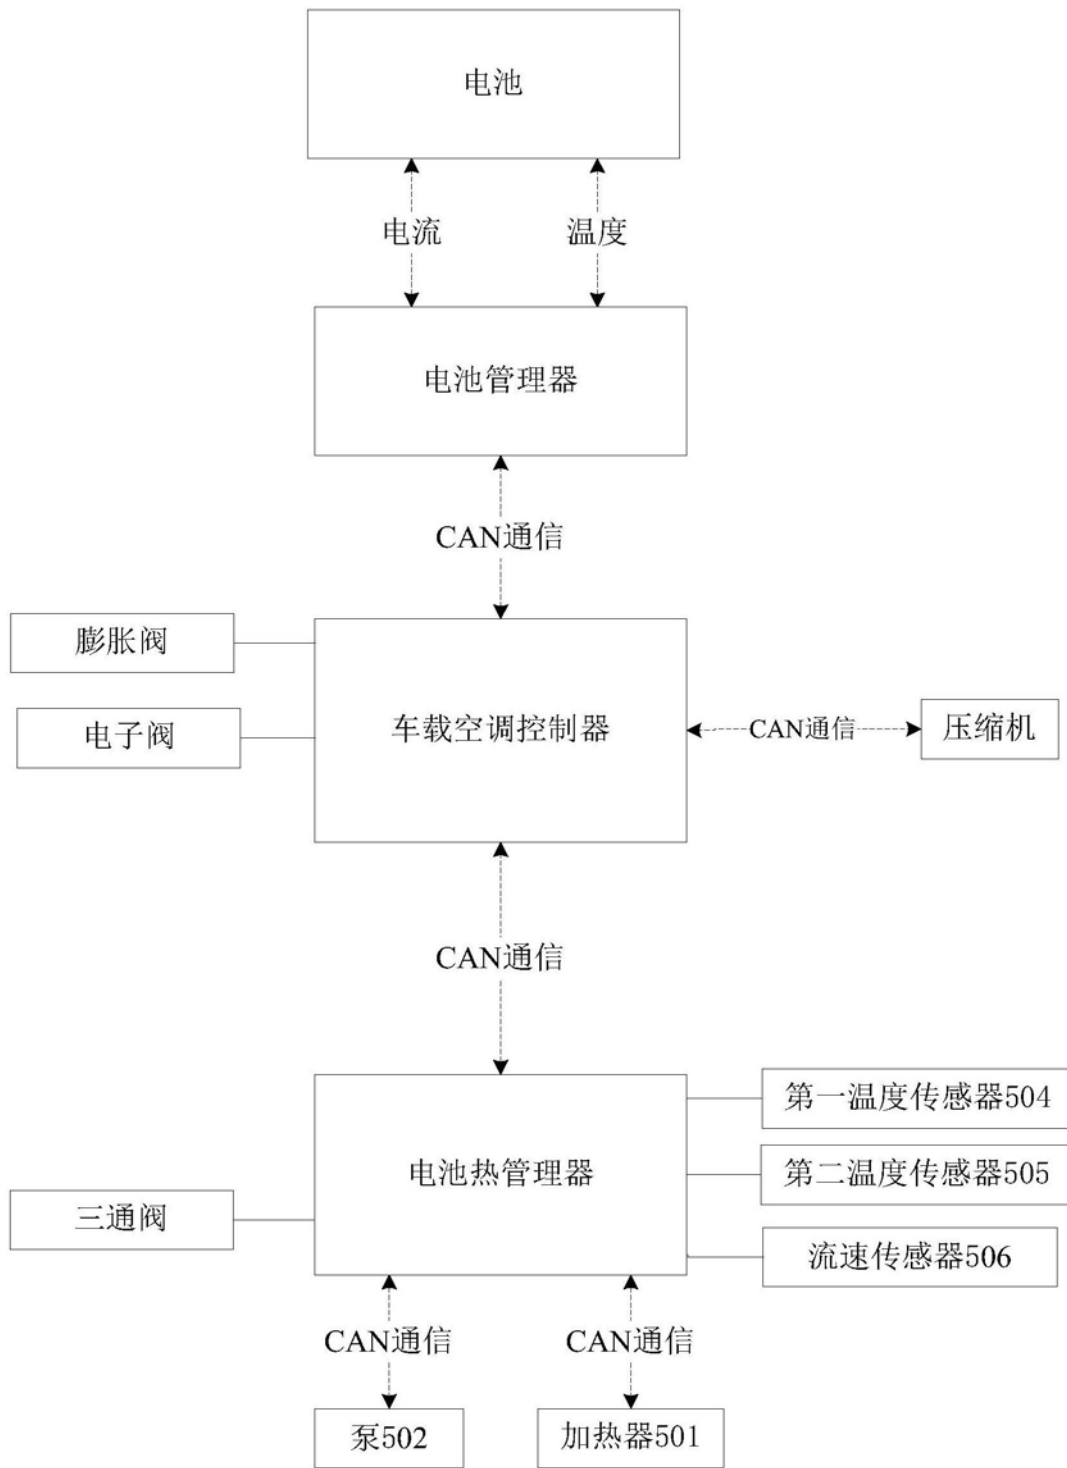 电池
电流
温度
电池管理器
CAN通信
膨胀阀
电子阀
车载空调控制器
CAN通信
压缩机
CAN通信
第一温度传感器504
电池热管理器
第二温度传感器505
三通阀
流速传感器506
CAN通信
CAN通信
泵502
加热器501